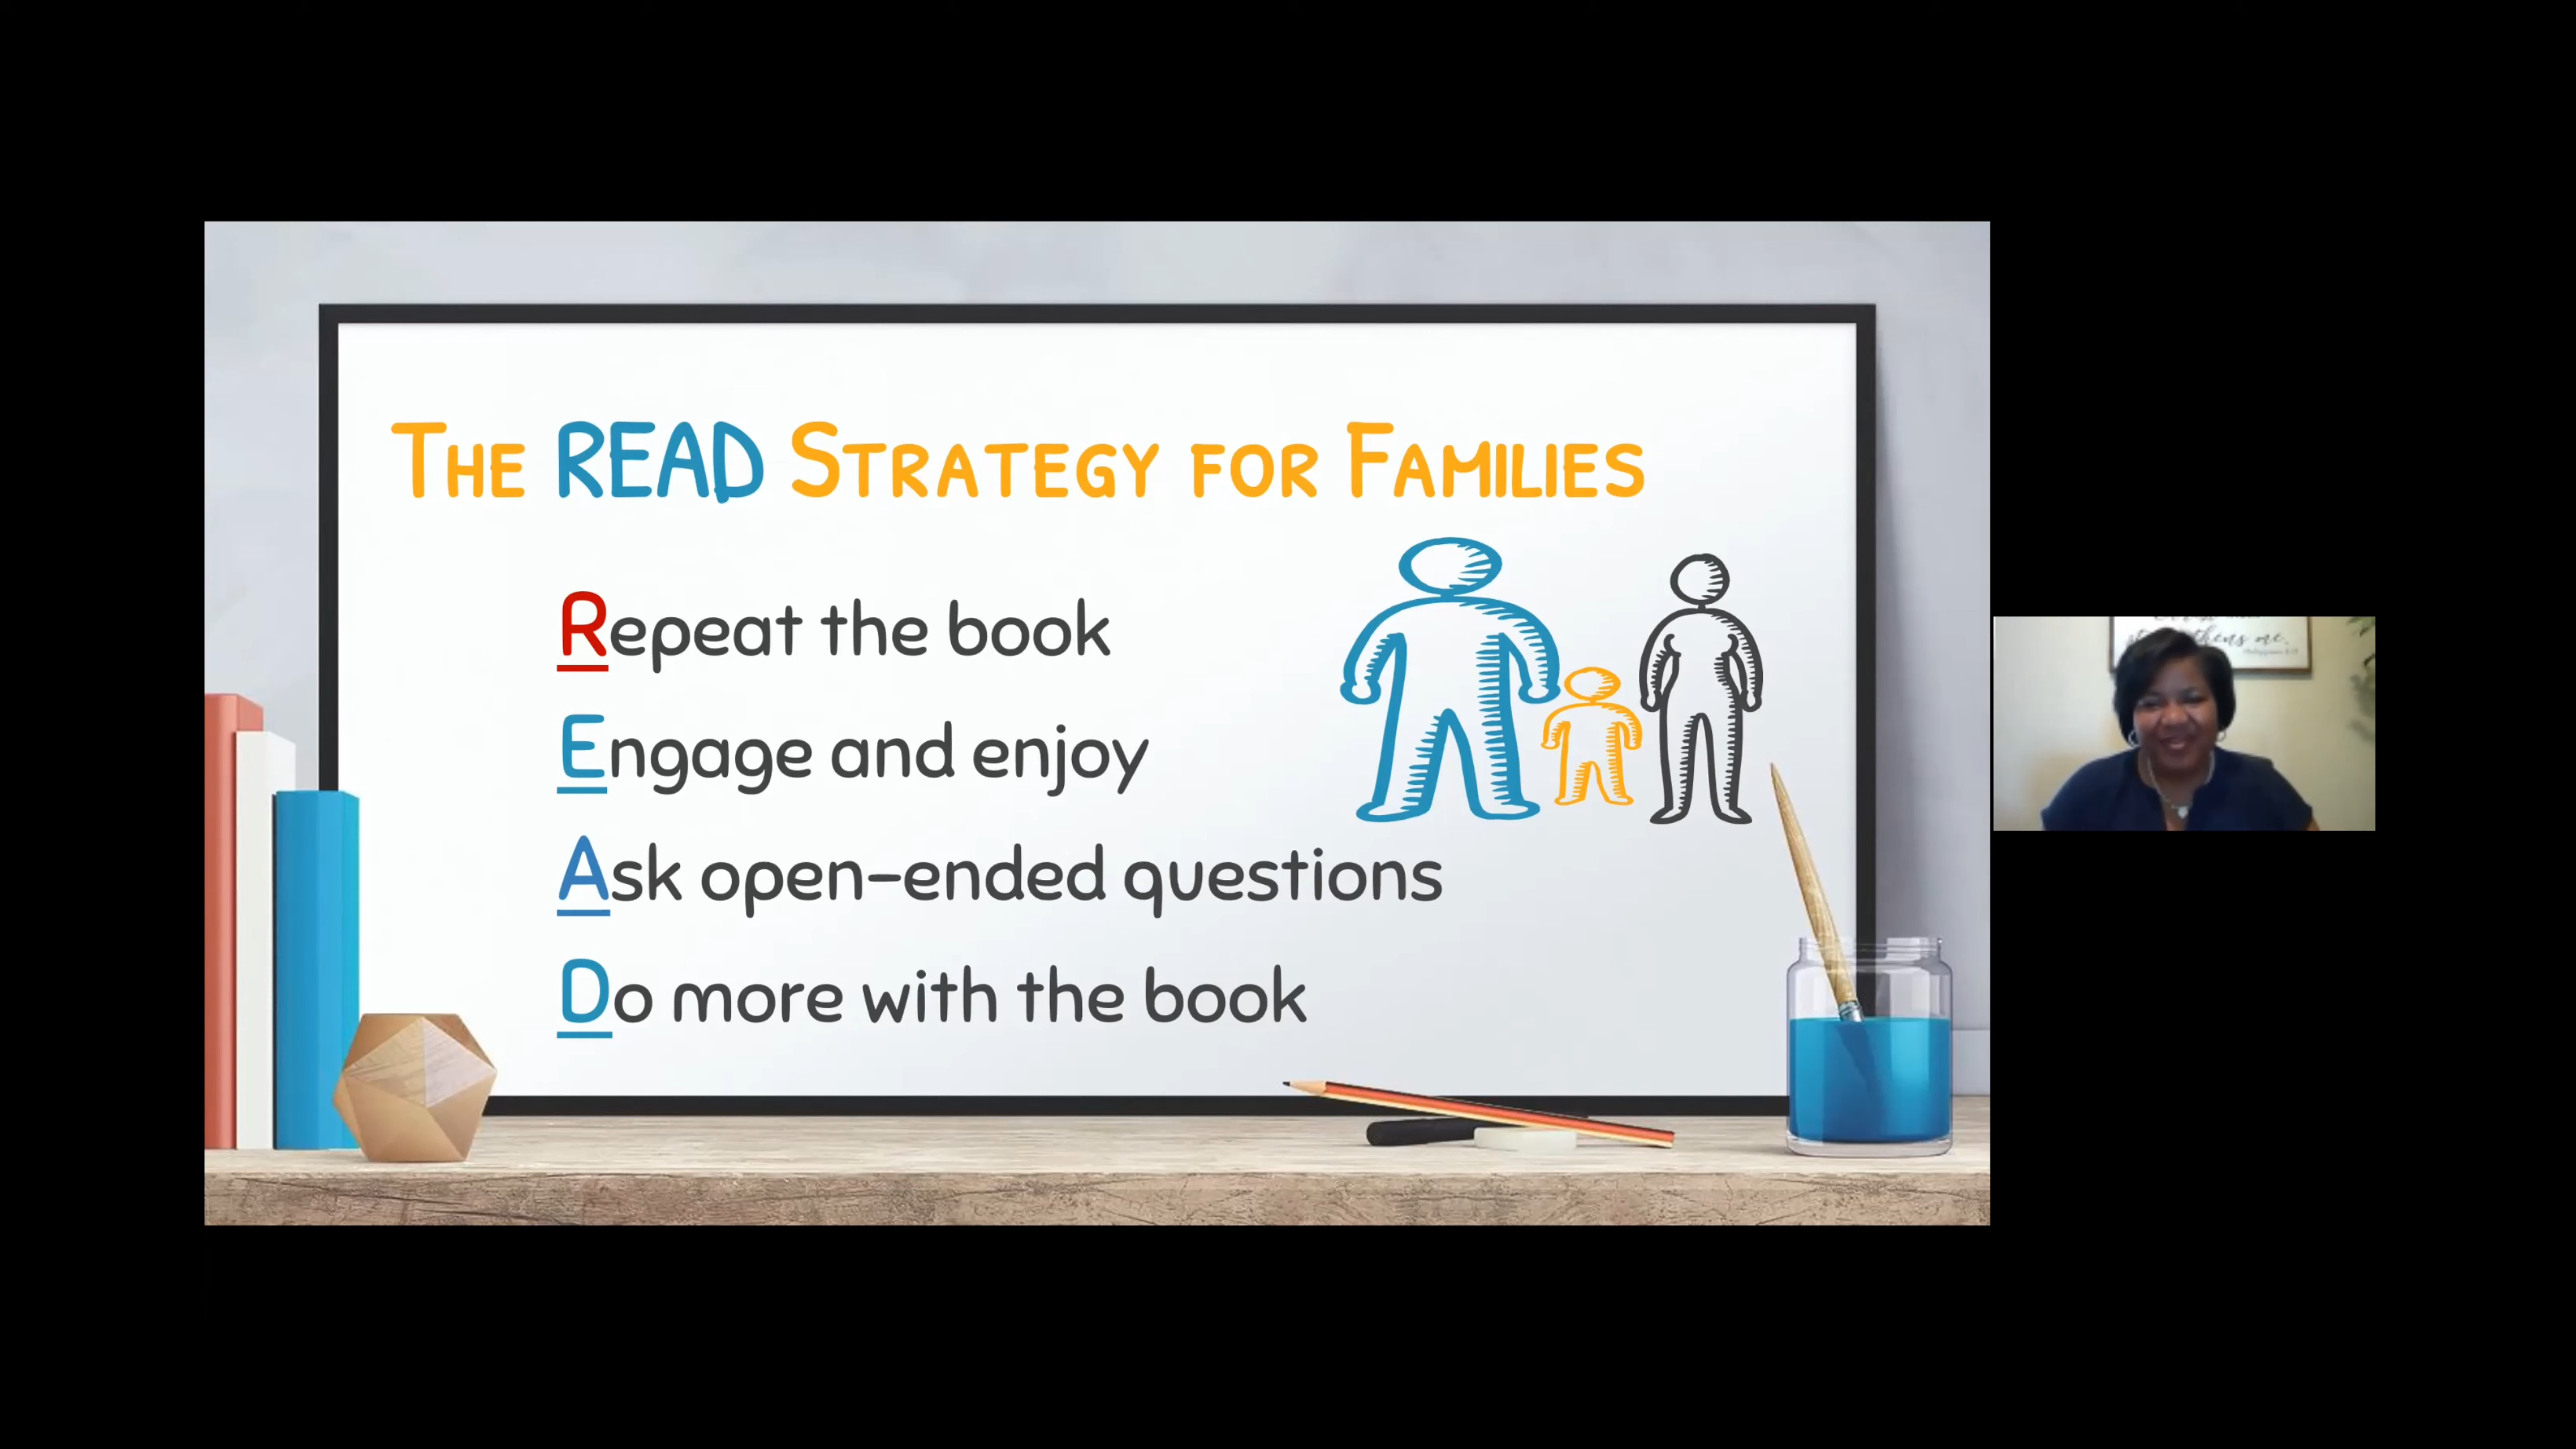 The READ Strategy for Families
Repeat the book
Engage and enjoy
Ask open-ended questions
Do more with the book
me.